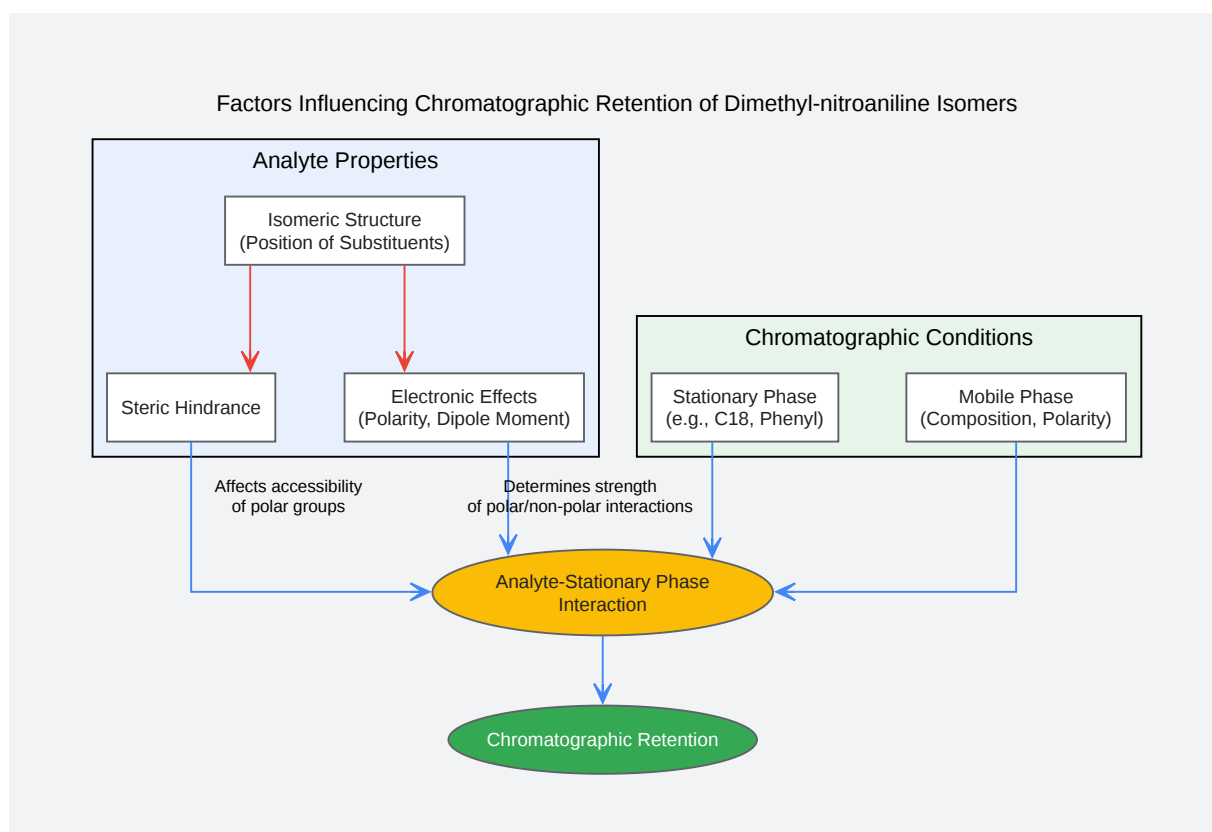 Factors Influencing Chromatographic Retention of Dimethyl-nitroaniline Isomers
Analyte Properties
Isomeric Structure
(Position of Substituents)
Chromatographic Conditions
Steric Hindrance
Electronic Effects
(Polarity, Dipole Moment)
Stationary Phase
(e.g., C18, Phenyl)
Mobile Phase
(Composition, Polarity)
Affects accessibility
of polar groups
Determines strength
of polar/non-polar interactions
Analyte-Stationary Phase
Interaction
Chromatographic Retention